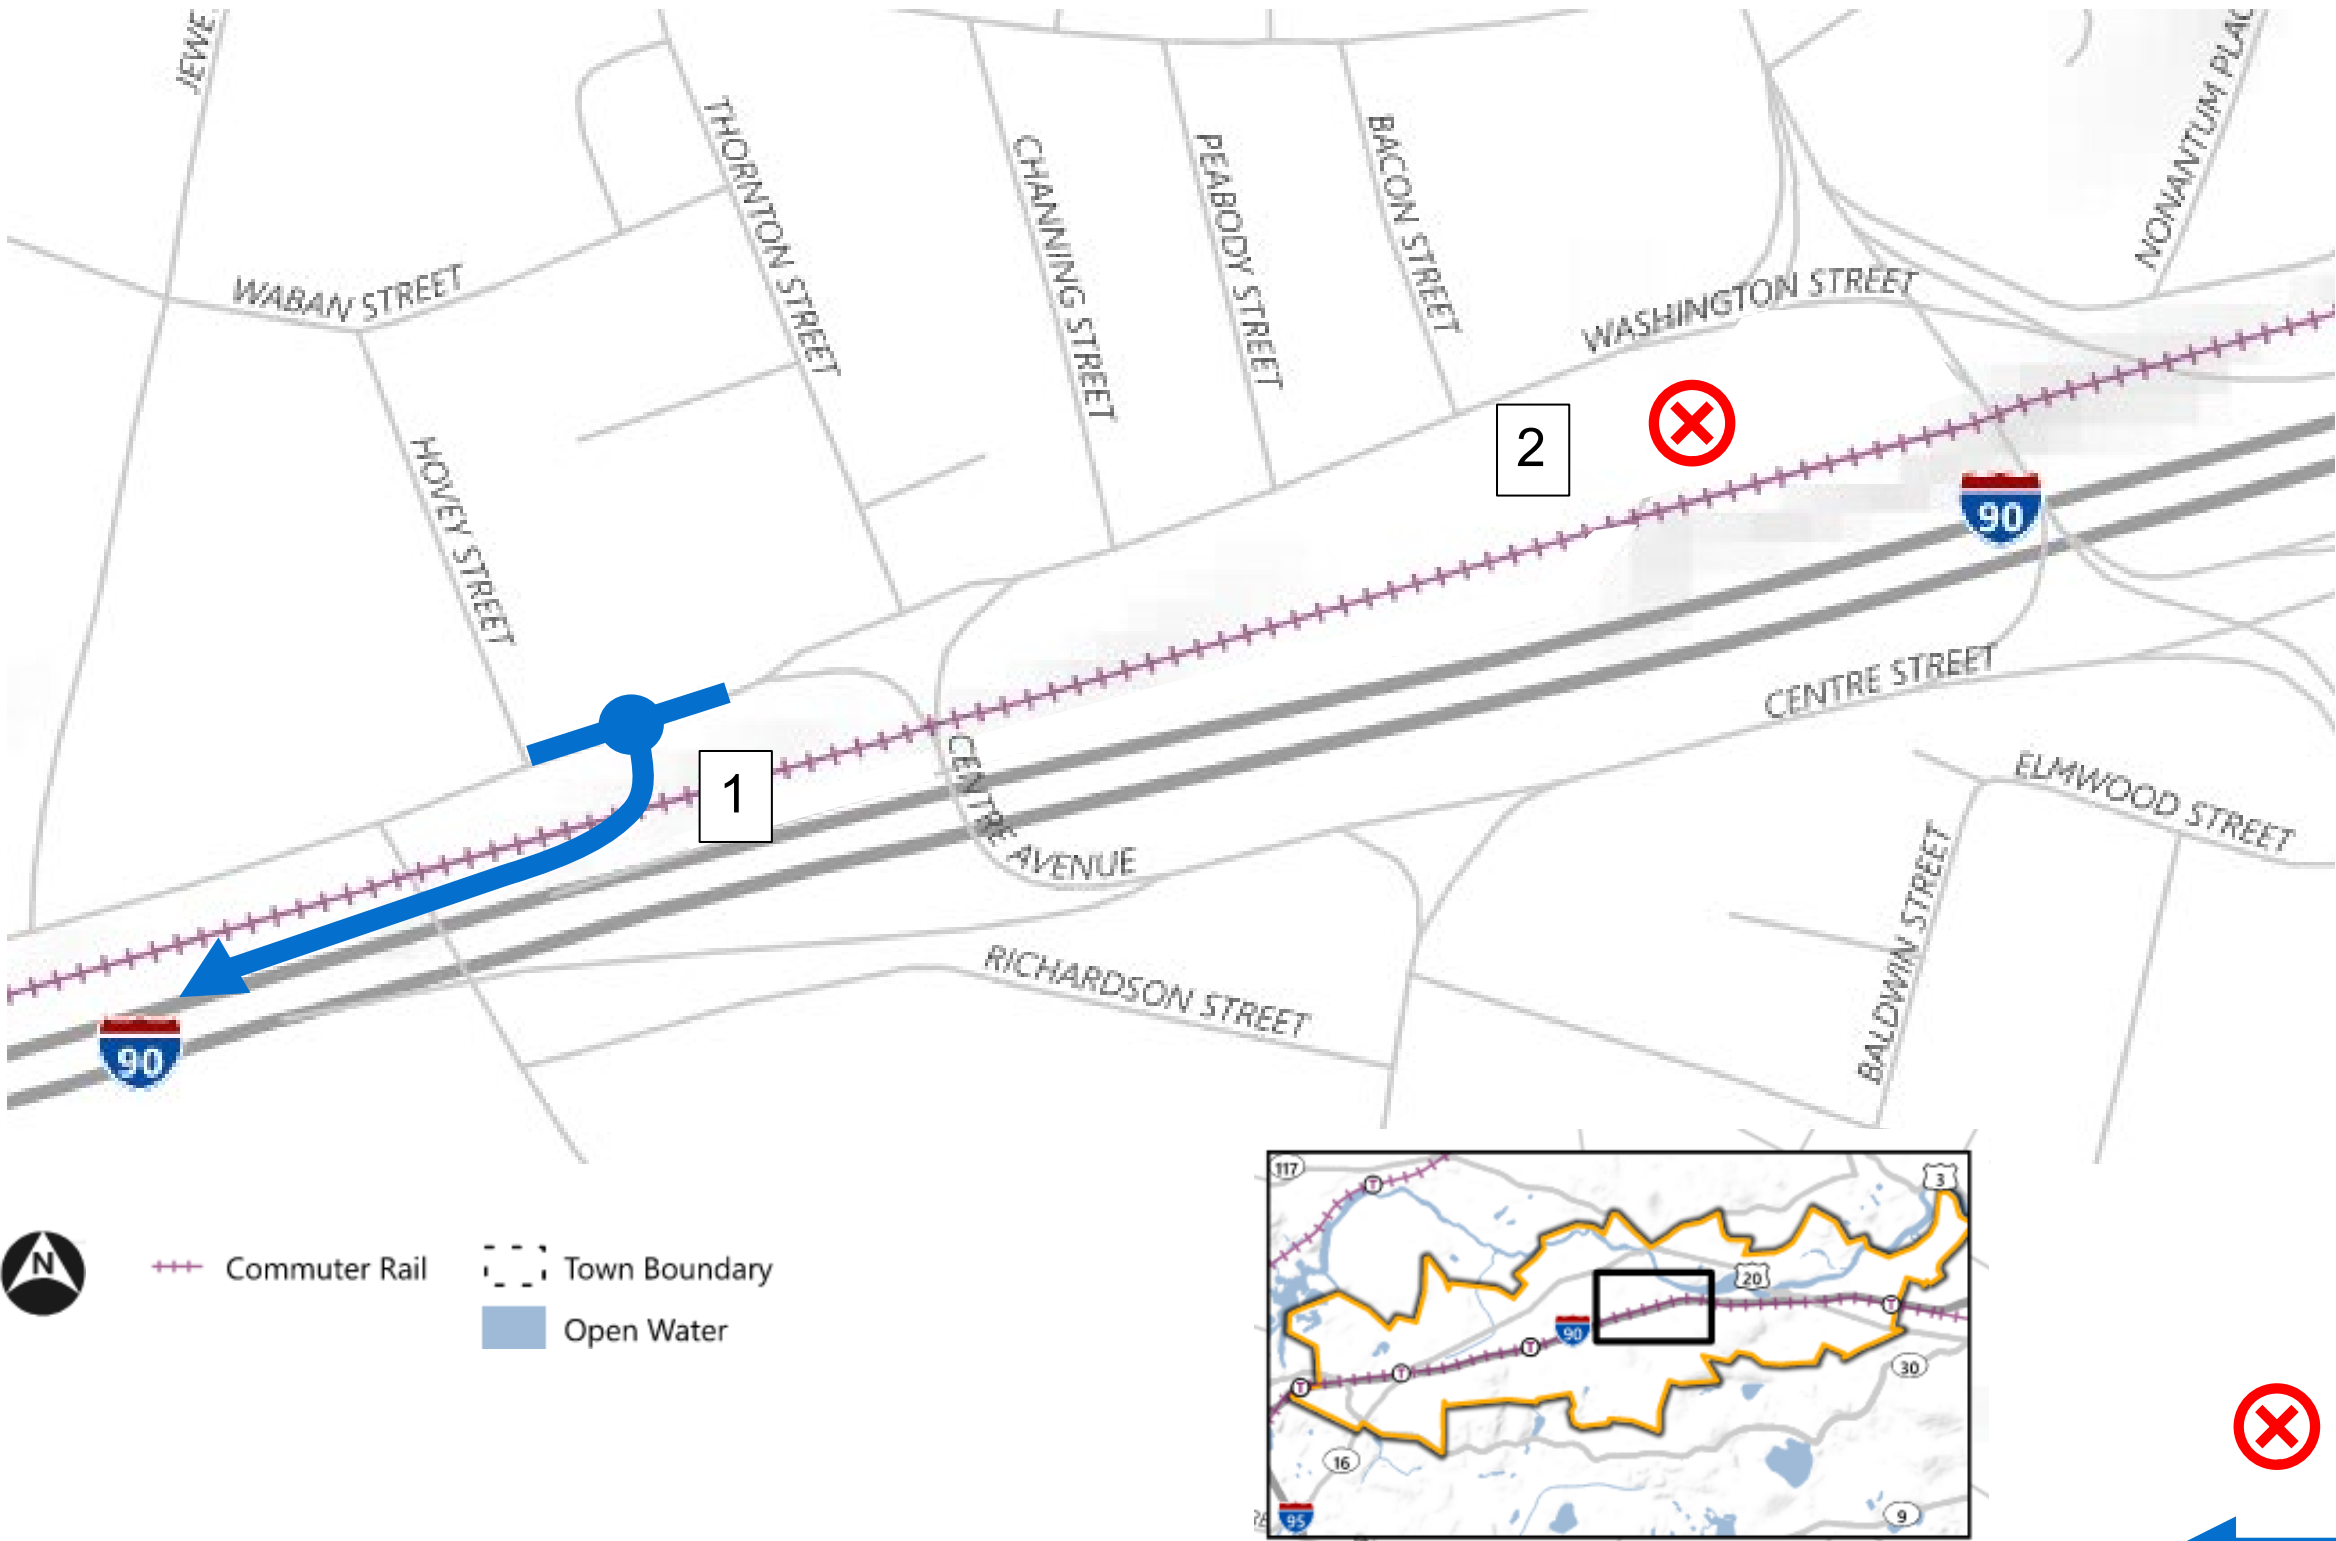 JEWE
THORNTON STREET
CHANNING STREET
PEABODY STREET
BACON STREET
NONANTUM PLAC
WABAN STREET
WASHINGTON STREET
HOVEY STREET
2
90
CENTRE STREET
1
CENTRE AVENUE
ELMWOOD STREET
BALDWIN STREET
RICHARDSON STREET
90
N
Commuter Rail
Town Boundary
Open Water
117
T
3
20
90
T
T
T
T
30
16
95
9